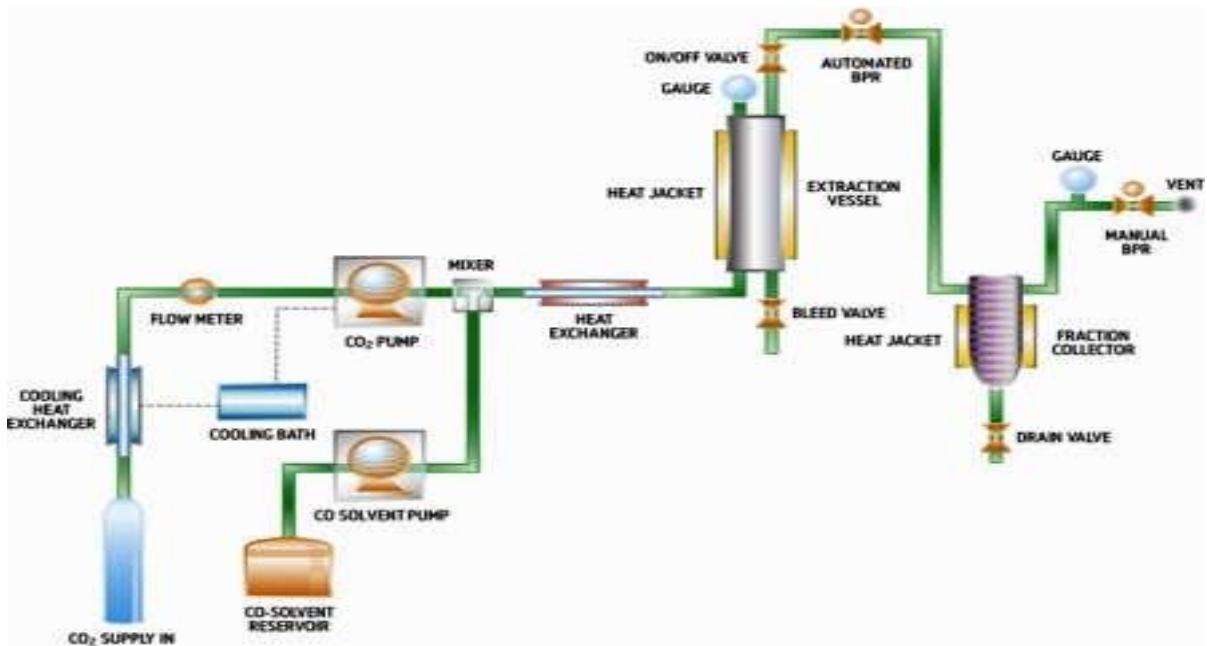 ON/OFF VALVE
AUTOMATED
BPR
GAUGE
HEAT JACKET
EXTRACTION
VESSEL
GAUGE
VENT
MANUAL
BPR
MIXER
FLOW METER
CO₂ PUMP
HEAT
EXCHANGER
BLEED VALVE
HEAT JACKET
FRACTION
COLLECTOR
COOLING
HEAT
EXCHANGER
COOLING BATH
DRAIN VALVE
CO SOLVENT PUMP
CO-SOLVENT
RESERVOIR
CO₂ SUPPLY IN